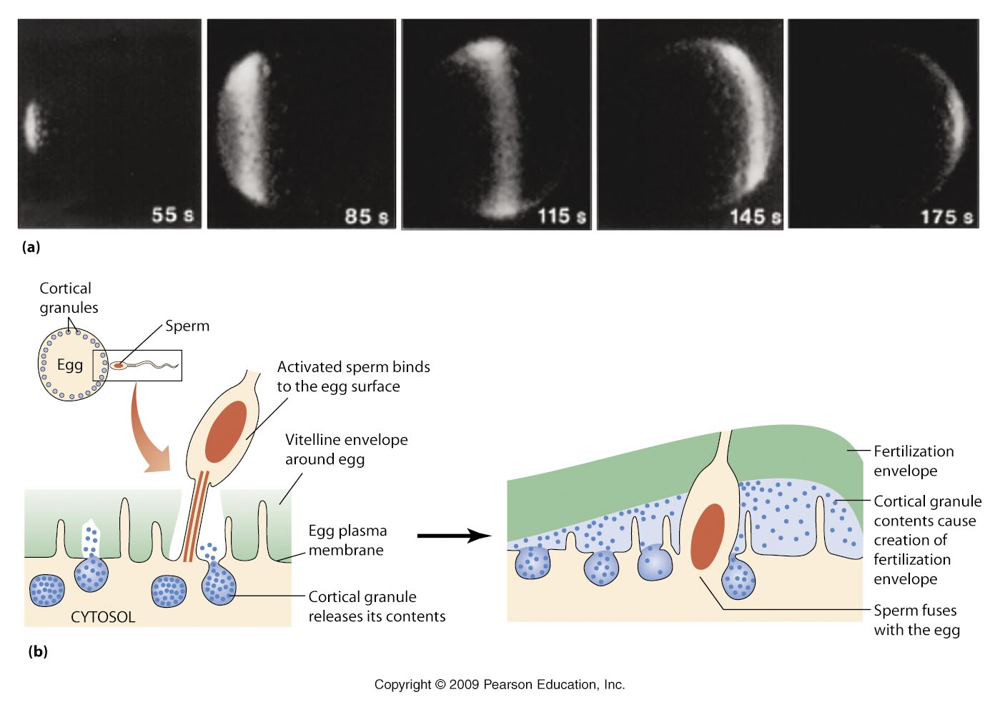 55 s
85 s
115 s
145 s
175 s
(a)
Cortical
granules
Sperm
Egg
Activated sperm binds
to the egg surface
Vitelline envelope
around egg
Egg plasma
membrane
Cortical granule
releases its contents
CYTOSOL
Fertilization
envelope
Cortical granule
contents cause
creation of
fertilization
envelope
Sperm fuses
with the egg
(b)
Copyright © 2009 Pearson Education, Inc.